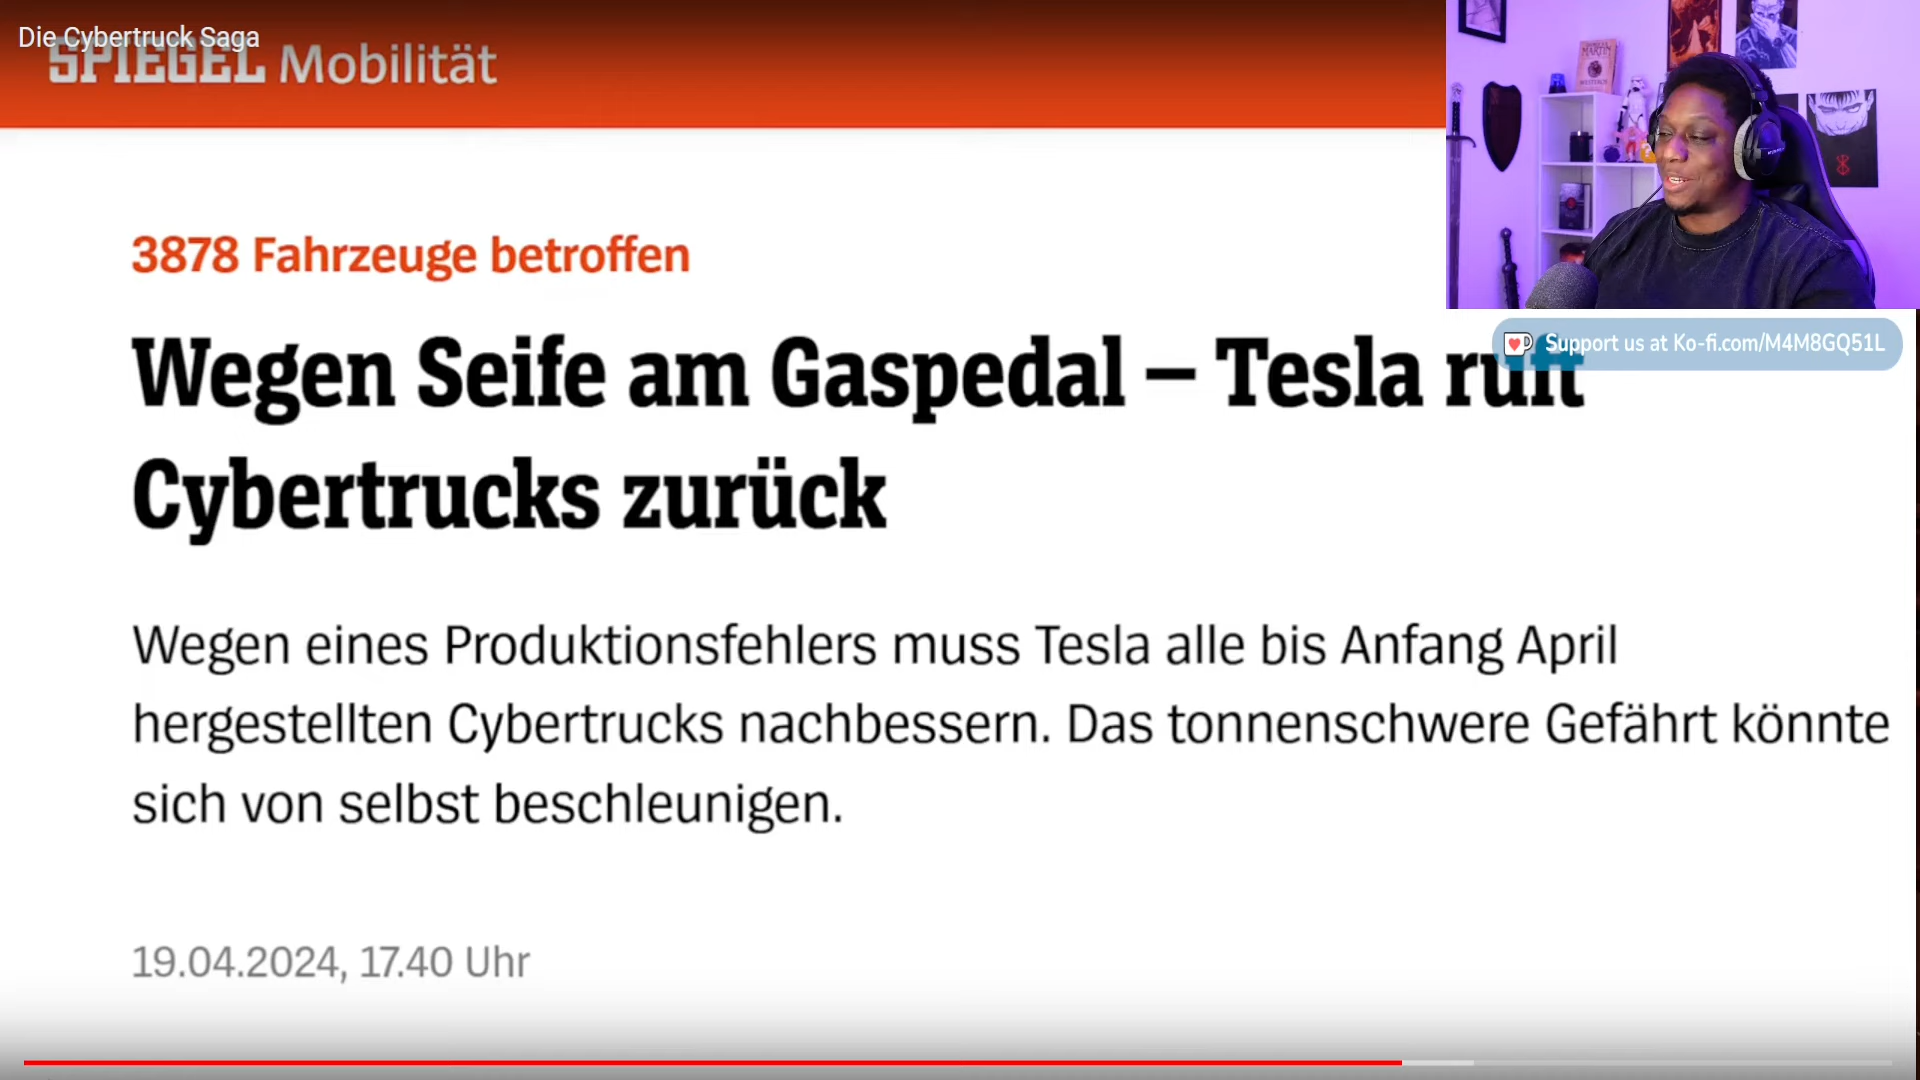 Die Cybertruck Saga
SPIEGEL Mobilität
3878 Fahrzeuge betroffen
Wegen Seife am Gaspedal – Tesla ruft
Support us at Ko-fi.com/M4M8GQ51L
Cybertrucks zurück
Wegen eines Produktionsfehlers muss Tesla alle bis Anfang April
hergestellten Cybertrucks nachbessern. Das tonnenschwere Gefährt könnte
sich von selbst beschleunigen.
19.04.2024, 17.40 Uhr